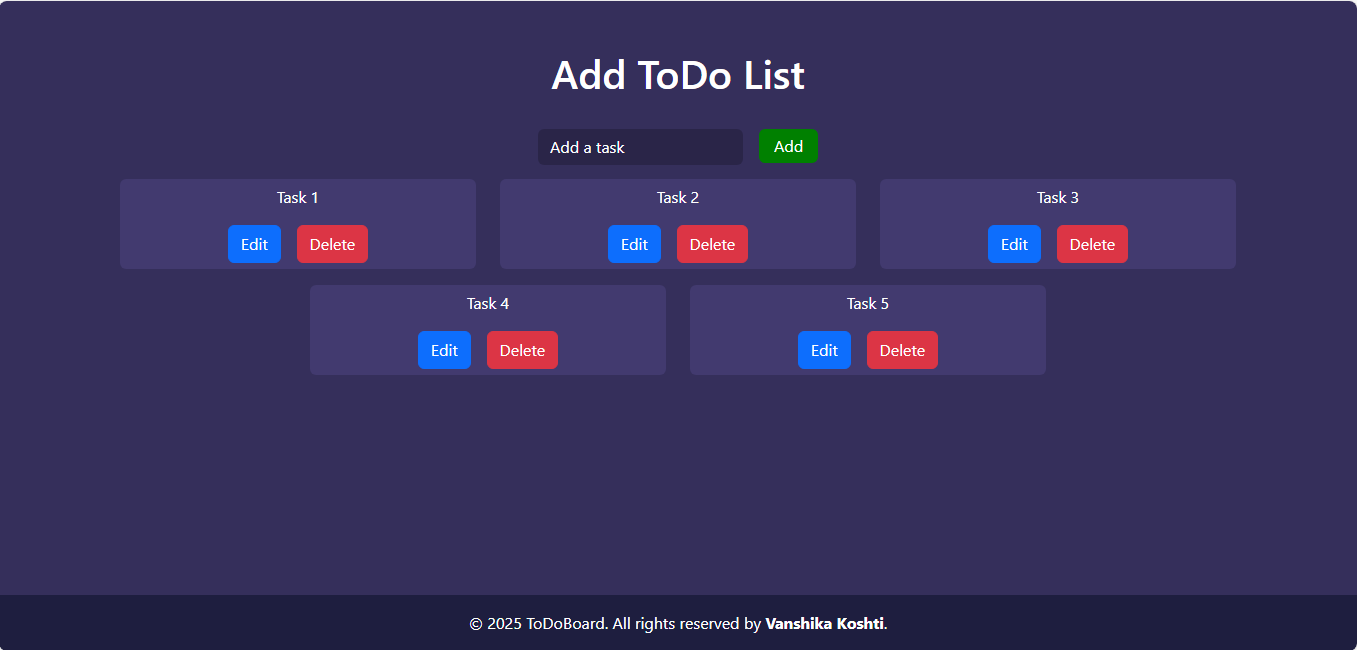 Add ToDo List
Add a task Add
Task 1 Task 2 Task 3
Edit Delete Edit Delete Edit Delete
Task 4 Task 5
Edit Delete Edit Delete
© 2025 ToDoBoard. All rights reserved by Vanshika Koshti.